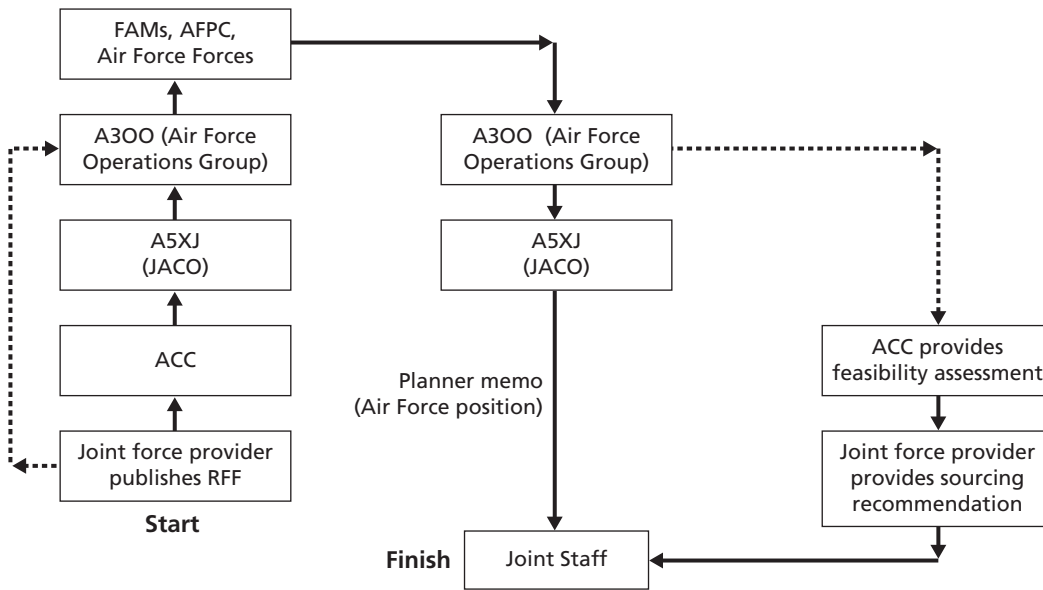 FAMs, AFPC,
Air Force Forces
A3OO (Air Force
Operations Group)
A5XJ
(JACO)
ACC
Joint force provider
publishes RFF
Start
A3OO (Air Force
Operations Group)
A5XJ
(JACO)
Planner memo
(Air Force position)
ACC provides
feasibility assessment
Joint force provider
provides sourcing
recommendation
Finish
Joint Staff